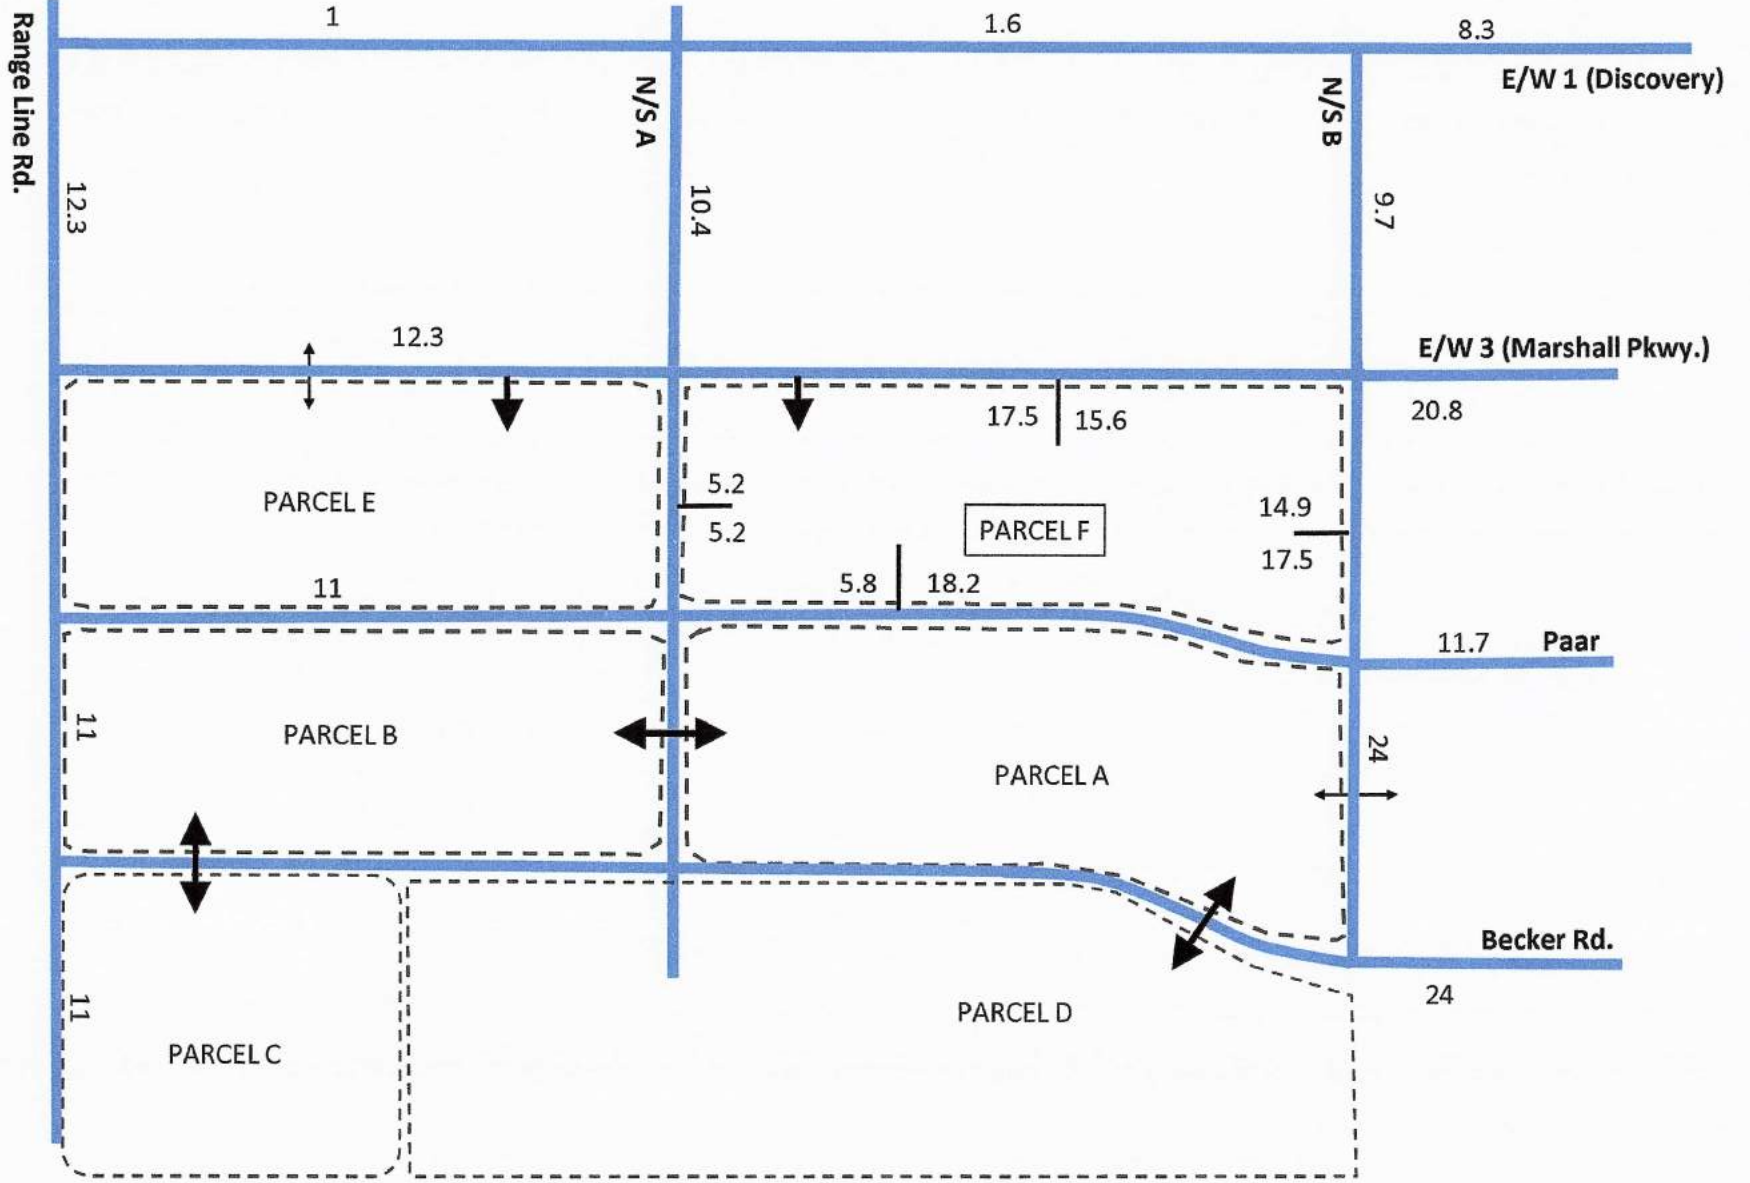 1
1.6
8.3
E/W 1 (Discovery)
Range Line Rd.
N/S A
N/S B
12.3
10.4
9.7
12.3
E/W 3 (Marshall Pkwy.)
17.5
15.6
20.8
PARCEL E
5.2
5.2
PARCEL F
14.9
17.5
11
5.8
18.2
11.7
Paar
11
PARCEL B
PARCEL A
24
Becker Rd.
24
11
PARCEL C
PARCEL D